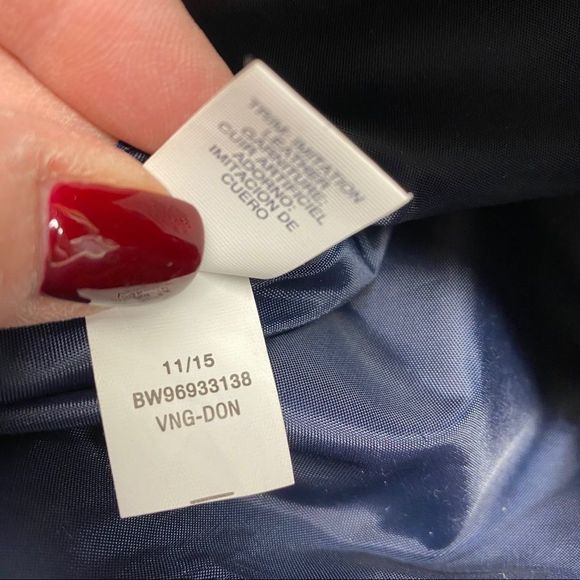 TRIM: IMITATION
LEATHER
GARNITURE:
CUIR ARTIFICIEL
ADORNO:
IMITACIÓN DE
CUERO
11/15
BW96933138
VNG-DON